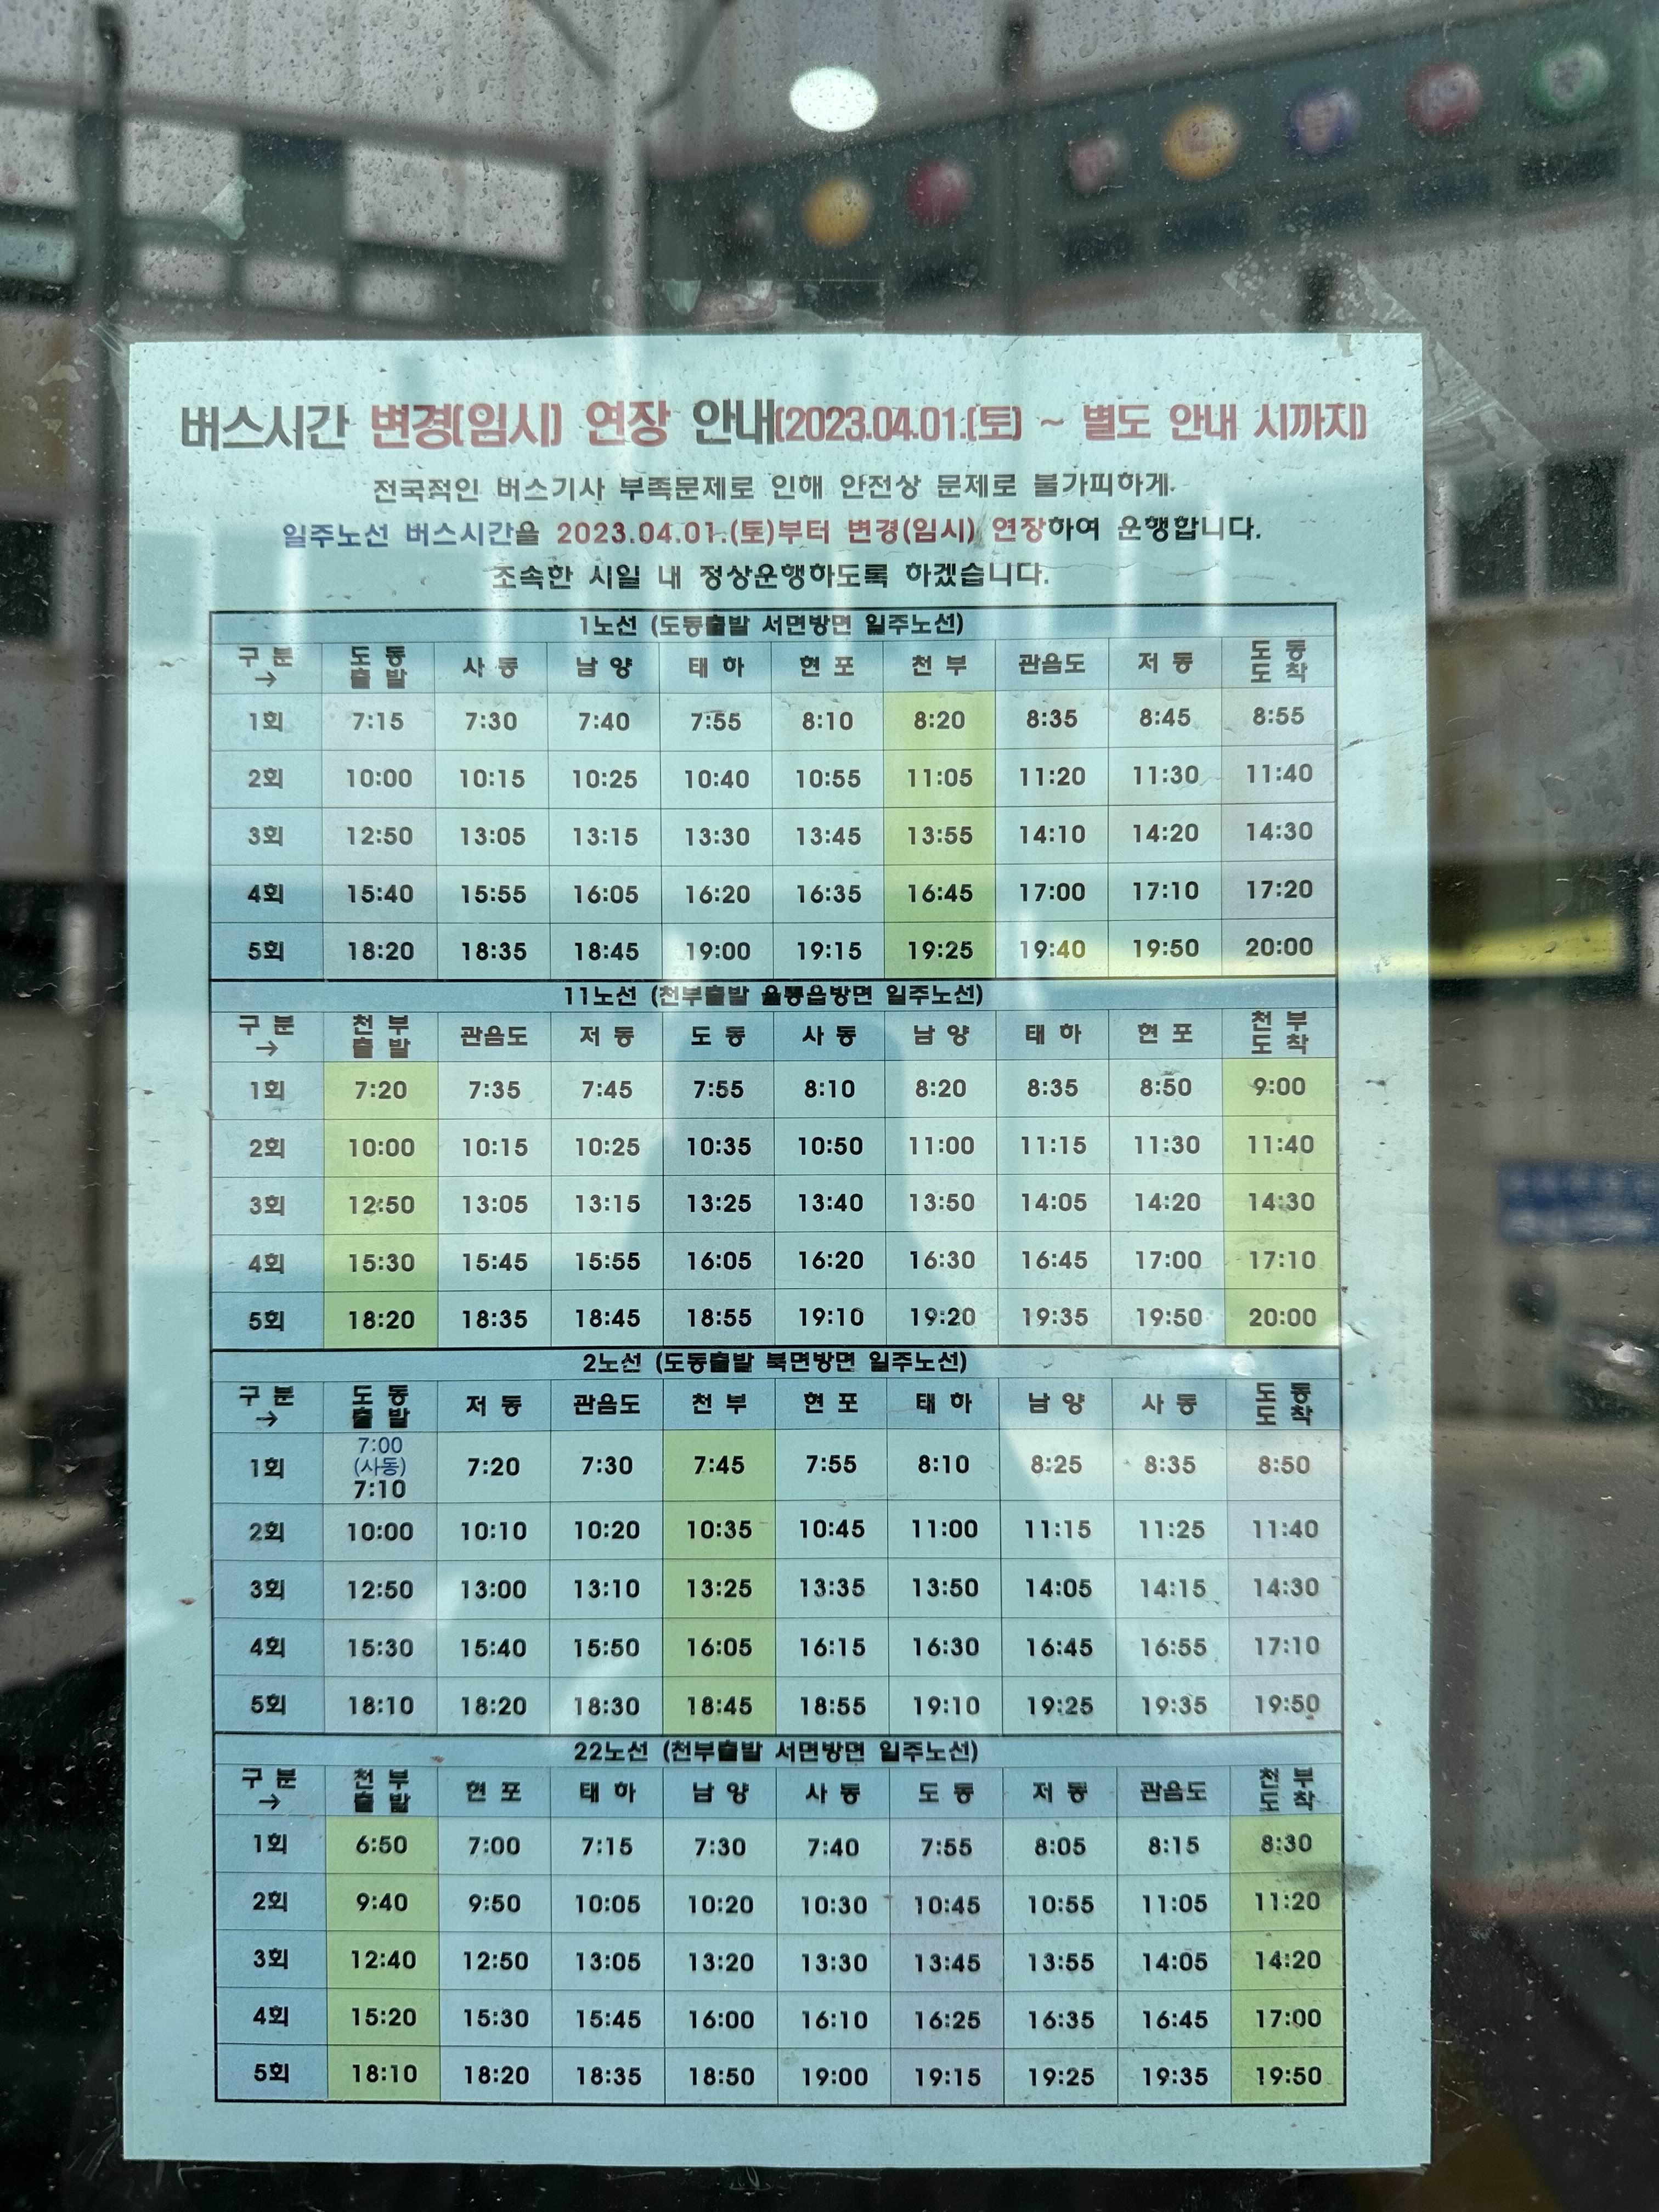 버스시간 변경(임시) 연장 안내(2023.04.01.(토) ~ 별도 안내 시까지)
전국적인 버스기사 부족문제로 인해 안전상 문제로 불가피하게.
일주노선 버스시간을 2023.04.01.(토)부터 변경(임시) 연장하여 운행합니다.
조속한 시일 내 정상운행하도록 하겠습니다.
1노선 (도동출발 서면방면 일주노선)
구 분 → 도 동 출 발 사 동 남 양 태 하 현 포 천 부 관음도 저 동 도 동 도 착
1회 7:15 7:30 7:40 7:55 8:10 8:20 8:35 8:45 8:55
2회 10:00 10:15 10:25 10:40 10:55 11:05 11:20 11:30 11:40
3회 12:50 13:05 13:15 13:30 13:45 13:55 14:10 14:20 14:30
4회 15:40 15:55 16:05 16:20 16:35 16:45 17:00 17:10 17:20
5회 18:20 18:35 18:45 19:00 19:15 19:25 19:40 19:50 20:00
11노선 (천부출발 울릉읍방면 일주노선)
구 분 → 천 부 출 발 관음도 저 동 도 동 사 동 남 양 태 하 현 포 천 부 도 착
1회 7:20 7:35 7:45 7:55 8:10 8:20 8:35 8:50 9:00
2회 10:00 10:15 10:25 10:35 10:50 11:00 11:15 11:30 11:40
3회 12:50 13:05 13:15 13:25 13:40 13:50 14:05 14:20 14:30
4회 15:30 15:45 15:55 16:05 16:20 16:30 16:45 17:00 17:10
5회 18:20 18:35 18:45 18:55 19:10 19:20 19:35 19:50 20:00
2노선 (도동출발 북면방면 일주노선)
구 분 → 도 동 출 발 저 동 관음도 천 부 현 포 태 하 남 양 사 동 도 동 도 착
1회 7:00 (사동) 7:10 7:20 7:30 7:45 7:55 8:10 8:25 8:35 8:50
2회 10:00 10:10 10:20 10:35 10:45 11:00 11:15 11:25 11:40
3회 12:50 13:00 13:10 13:25 13:35 13:50 14:05 14:15 14:30
4회 15:30 15:40 15:50 16:05 16:15 16:30 16:45 16:55 17:10
5회 18:10 18:20 18:30 18:45 18:55 19:10 19:25 19:35 19:50
22노선 (천부출발 서면방면 일주노선)
구 분 → 천 부 출 발 현 포 태 하 남 양 사 동 도 동 저 동 관음도 천 부 도 착
1회 6:50 7:00 7:15 7:30 7:40 7:55 8:05 8:15 8:30
2회 9:40 9:50 10:05 10:20 10:30 10:45 10:55 11:05 11:20
3회 12:40 12:50 13:05 13:20 13:30 13:45 13:55 14:05 14:20
4회 15:20 15:30 15:45 16:00 16:10 16:25 16:35 16:45 17:00
5회 18:10 18:20 18:35 18:50 19:00 19:15 19:25 19:35 19:50